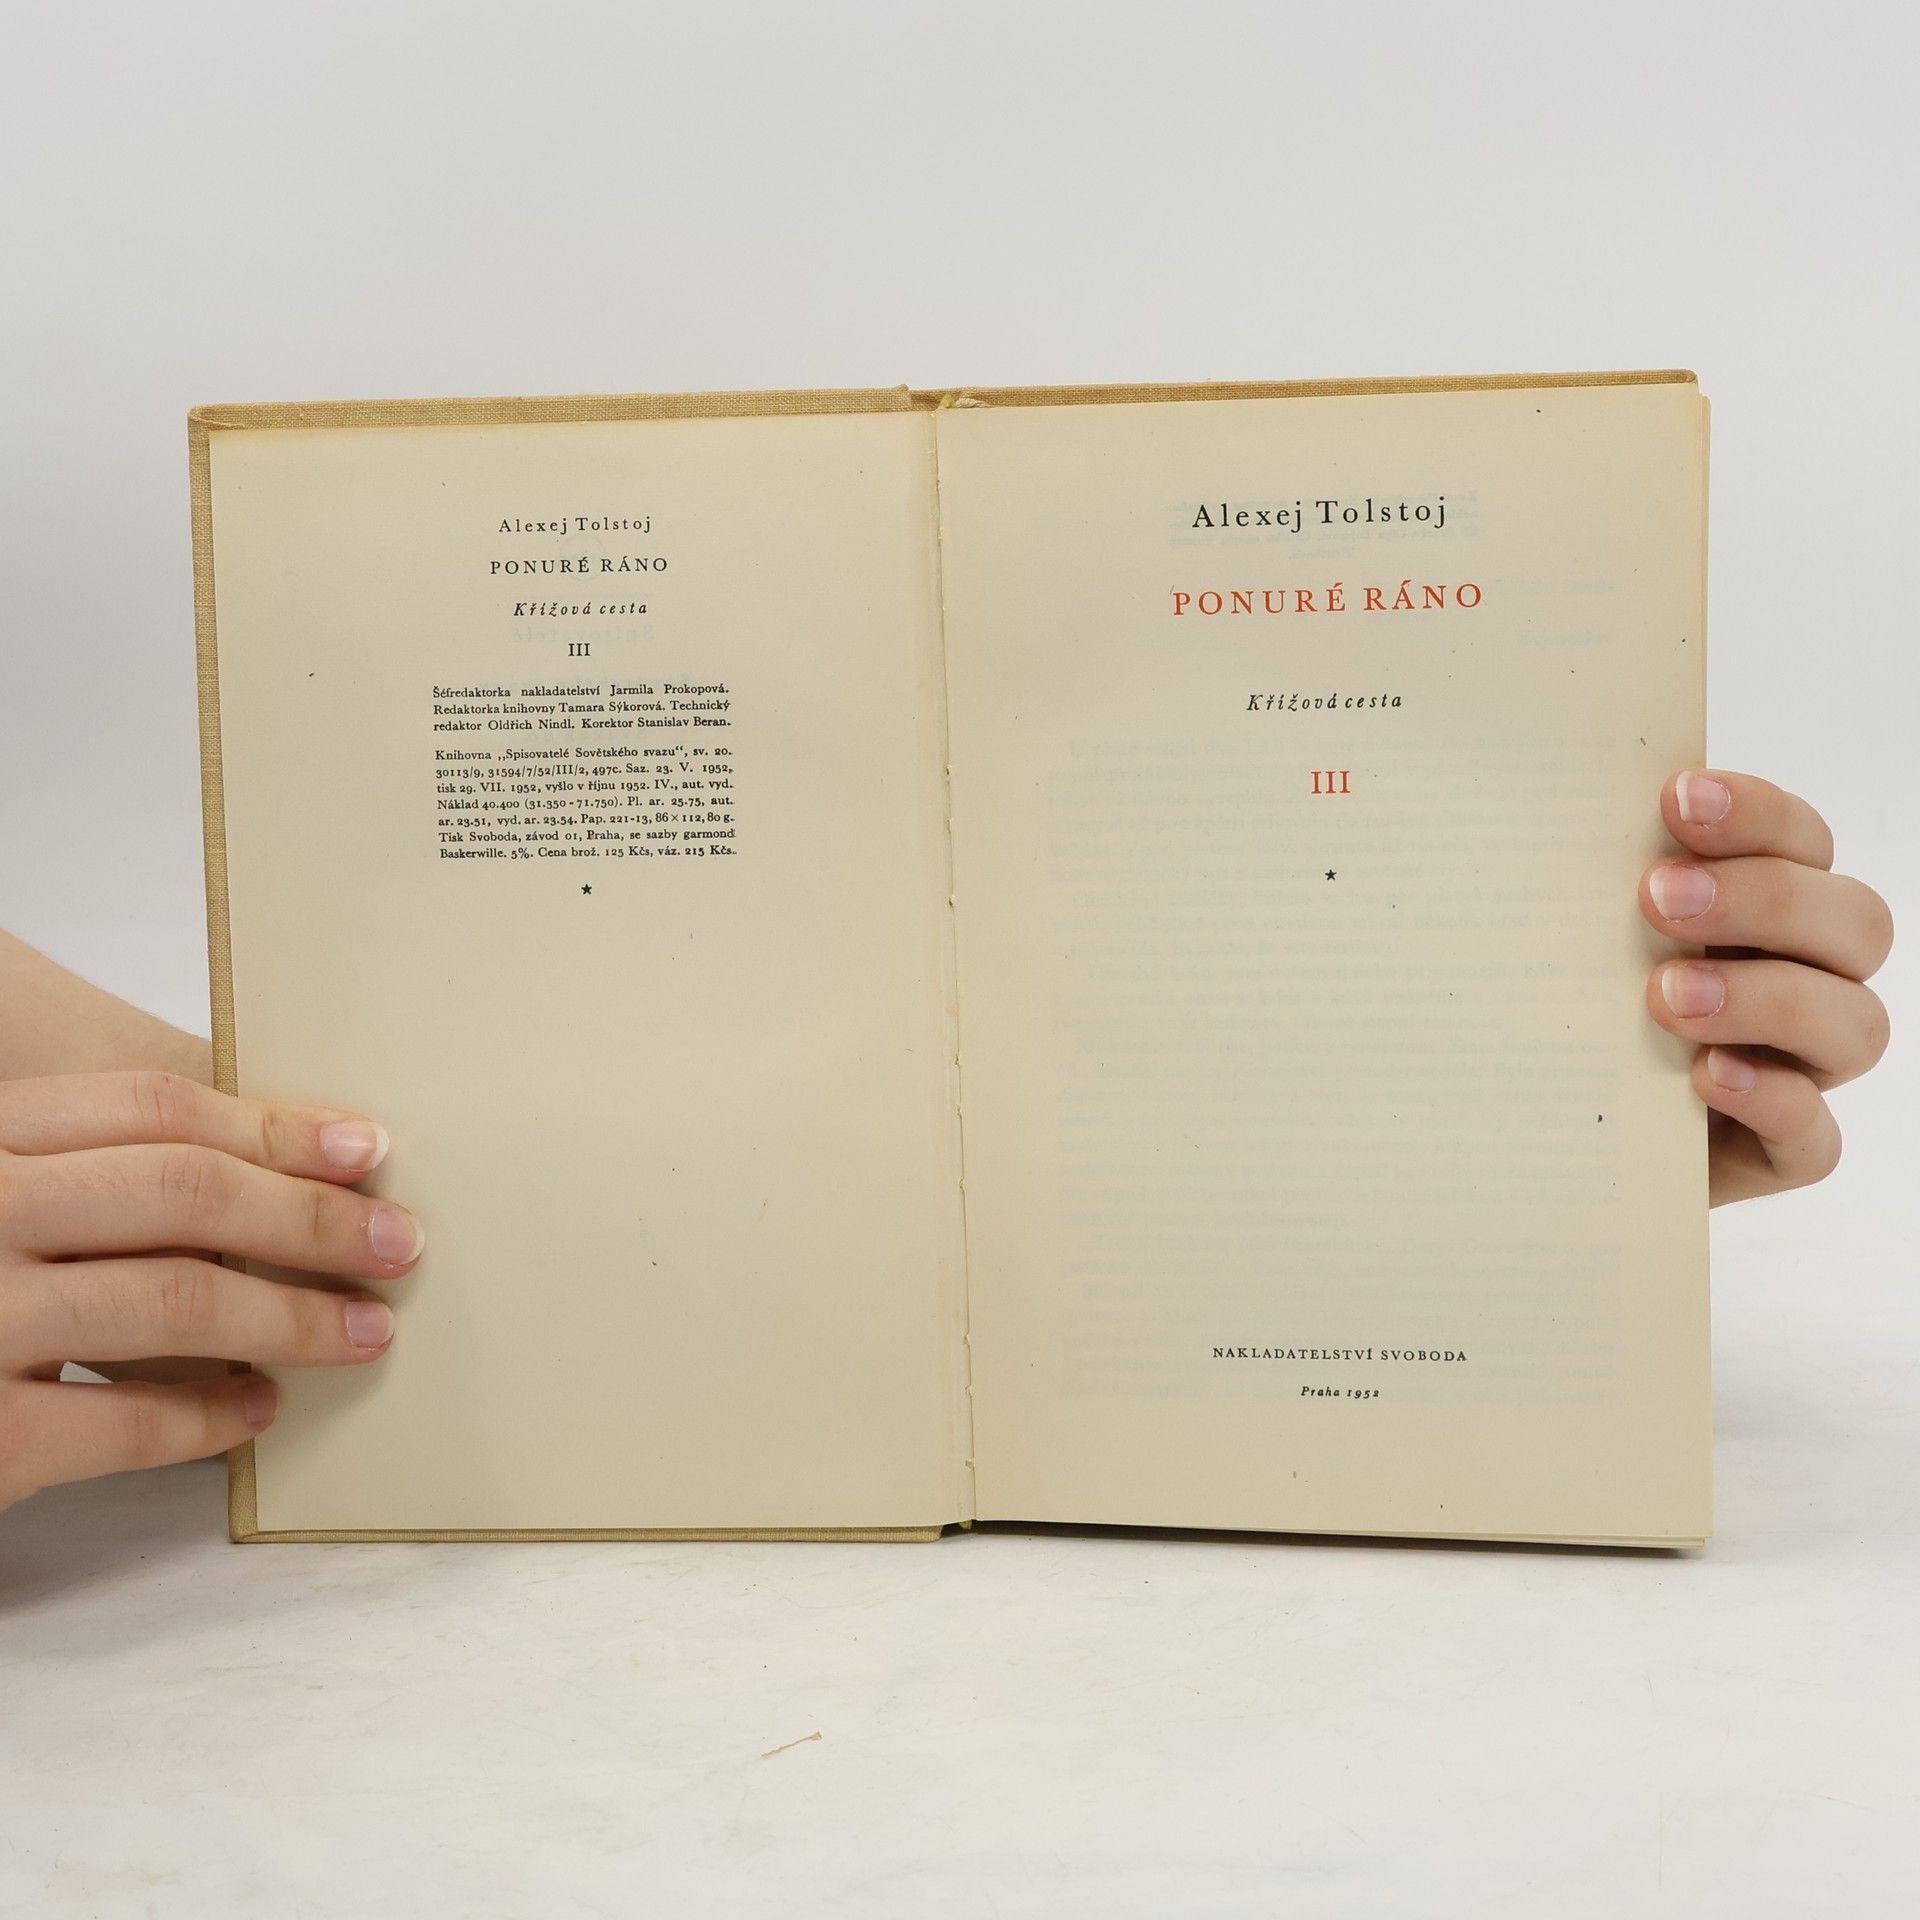 Alexej Tolstoj
PONURÉ RÁNO
Křížová cesta
III
Šéfredaktorka nakladatelství Jarmila Prokopová.
Redaktorka knihovny Tamara Sýkorová. Technický
redaktor Oldřich Nindl. Korektor Stanislav Beran.
Knihovna „Spisovatelé Sovětského svazu“, sv. 20.
30113/9, 31594/7/52/III/2, 497c. Saz. 23. V. 1952,
tisk 29. VII. 1952, vyšlo v říjnu 1952. IV., aut. vyd.
Náklad 40.400 (31.350-71.750). Pl. ar. 25.75, aut.
ar. 23.51, vyd. ar. 23.54. Pap. 221-13, 86×112, 80 g.
Tisk Svoboda, závod 01, Praha, se sazby garmond
Baskerwille. 5%. Cena brož. 125 Kčs, váz. 215 Kčs.
★
Alexej Tolstoj
PONURÉ RÁNO
Křížová cesta
III
★
NAKLADATELSTVÍ SVOBODA
Praha 1952